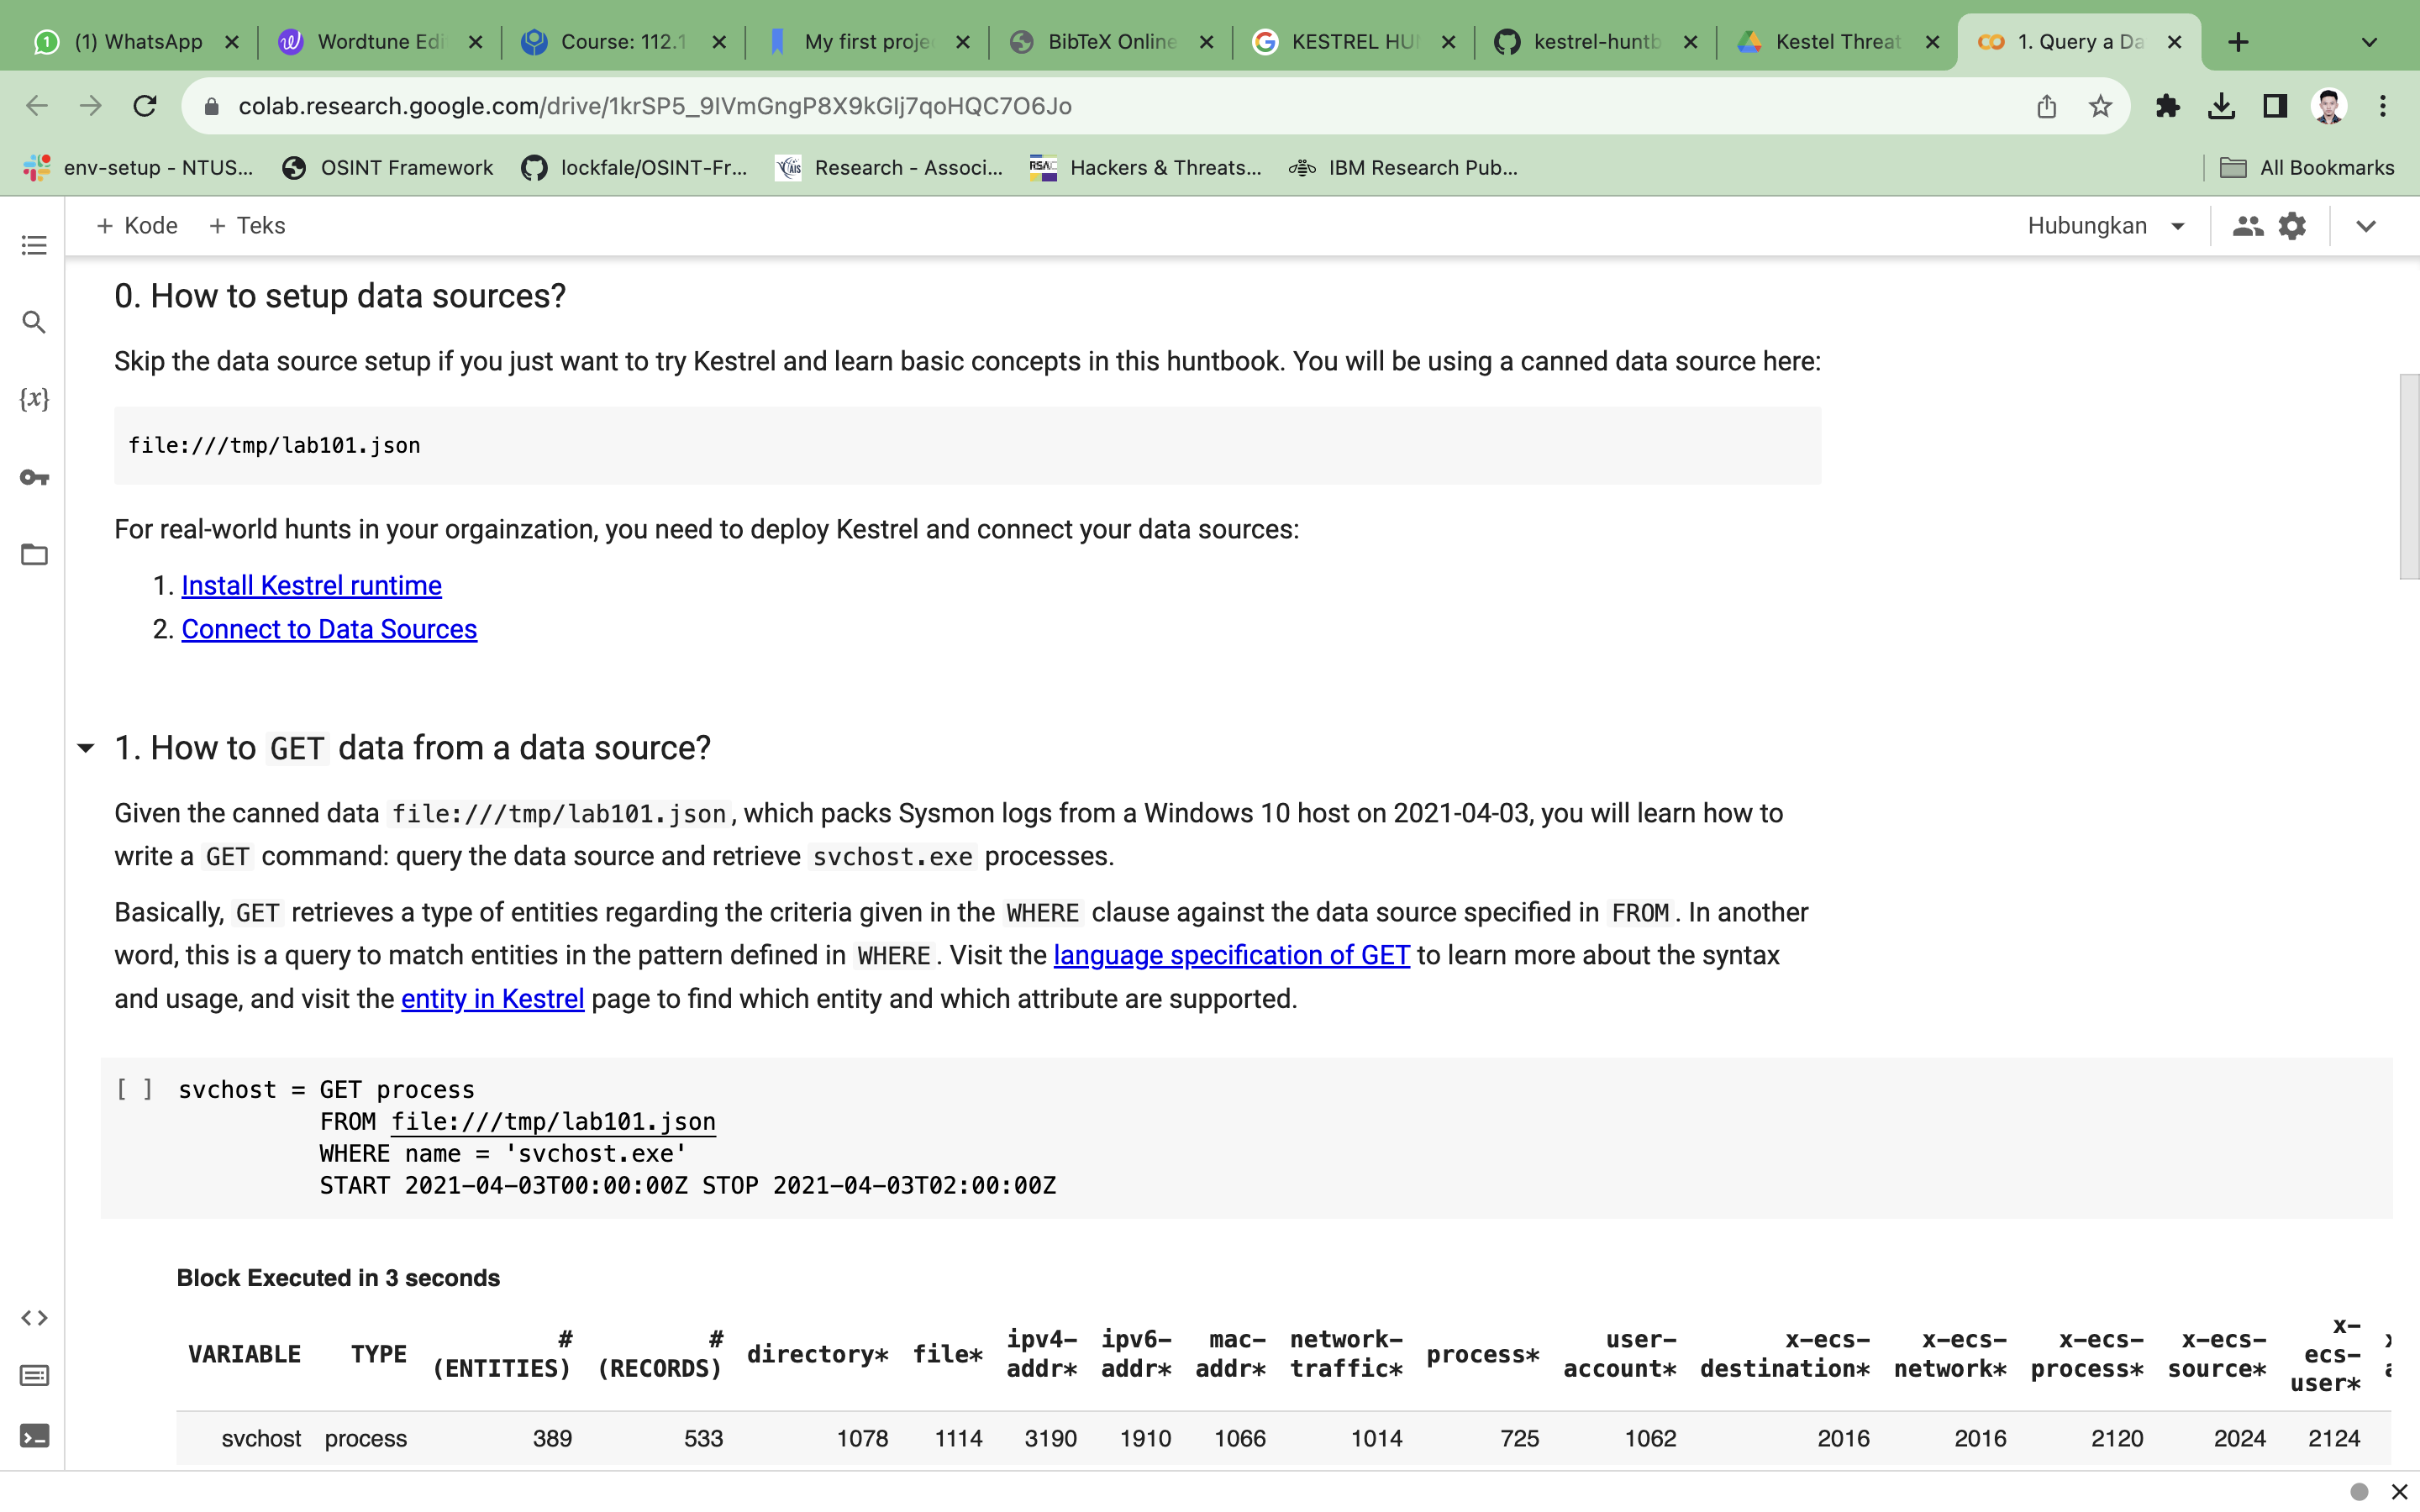 (1) WhatsApp
Wordtune Edi
Course: 112.1
My first proje
BibTeX Online
KESTREL HU
kestrel-huntb
Kestel Threat
1. Query a Da
colab.research.google.com/drive/1krSP5_9IVmGngP8X9kGIj7qoHQC7O6Jo
env-setup - NTUS...
OSINT Framework
lockfale/OSINT-Fr...
Research - Associ...
Hackers & Threats...
IBM Research Pub...
All Bookmarks
+ Kode
+ Teks
Hubungkan
0. How to setup data sources?
Skip the data source setup if you just want to try Kestrel and learn basic concepts in this huntbook. You will be using a canned data source here:
file:///tmp/lab101.json
For real-world hunts in your orgainzation, you need to deploy Kestrel and connect your data sources:
1. Install Kestrel runtime
2. Connect to Data Sources
1. How to GET data from a data source?
Given the canned data file:///tmp/lab101.json, which packs Sysmon logs from a Windows 10 host on 2021-04-03, you will learn how to
write a GET command: query the data source and retrieve svchost.exe processes.
Basically, GET retrieves a type of entities regarding the criteria given in the WHERE clause against the data source specified in FROM. In another
word, this is a query to match entities in the pattern defined in WHERE. Visit the language specification of GET to learn more about the syntax
and usage, and visit the entity in Kestrel page to find which entity and which attribute are supported.
[ ] svchost = GET process
FROM file:///tmp/lab101.json
WHERE name = 'svchost.exe'
START 2021-04-03T00:00:00Z STOP 2021-04-03T02:00:00Z
Block Executed in 3 seconds
VARIABLE TYPE # (ENTITIES) # (RECORDS) directory* file* ipv4-addr* ipv6-addr* mac-addr* network-traffic* process* user-account* x-ecs-destination* x-ecs-network* x-ecs-process* x-ecs-source* x-ecs-user*
svchost process 389 533 1078 1114 3190 1910 1066 1014 725 1062 2016 2016 2120 2024 2124